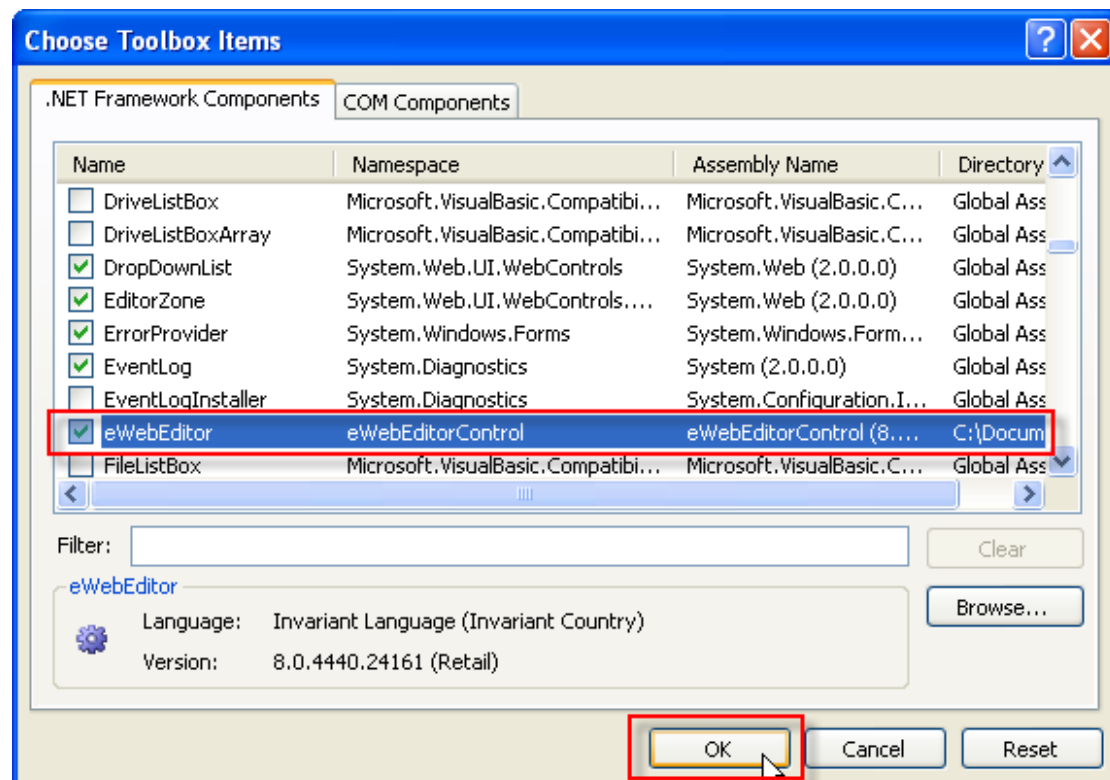 Choose Toolbox Items
.NET Framework Components COM Components
Name Namespace Assembly Name Directory
DriveListBox Microsoft.VisualBasic.Compatibi... Microsoft.VisualBasic.C... Global Ass
DriveListBoxArray Microsoft.VisualBasic.Compatibi... Microsoft.VisualBasic.C... Global Ass
DropDownList System.Web.UI.WebControls System.Web (2.0.0.0) Global Ass
EditorZone System.Web.UI.WebControls.... System.Web (2.0.0.0) Global Ass
ErrorProvider System.Windows.Forms System.Windows.Form... Global Ass
EventLog System.Diagnostics System (2.0.0.0) Global Ass
EventLogInstaller System.Diagnostics System.Configuration.I... Global Ass
eWebEditor eWebEditorControl eWebEditorControl (8.... C:\Docum
FileListBox Microsoft.VisualBasic.Compatibi... Microsoft.VisualBasic.C... Global Ass
Filter: Clear
eWebEditor
Browse...
Language: Invariant Language (Invariant Country)
Version: 8.0.4440.24161 (Retail)
OK Cancel Reset